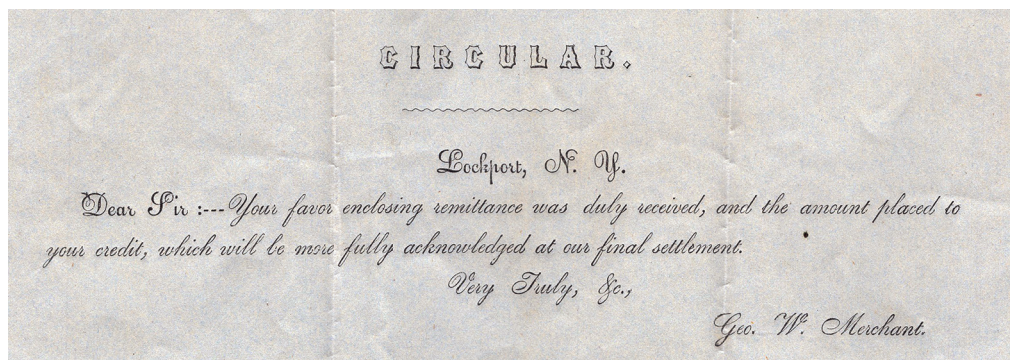 CIRCULAR.
Lockport, N. Y.
Dear Sir :---Your favor enclosing remittance was duly received, and the amount placed to
your credit, which will be more fully acknowledged at our final settlement.
Very Truly, &c.,
Geo. W. Merchant.